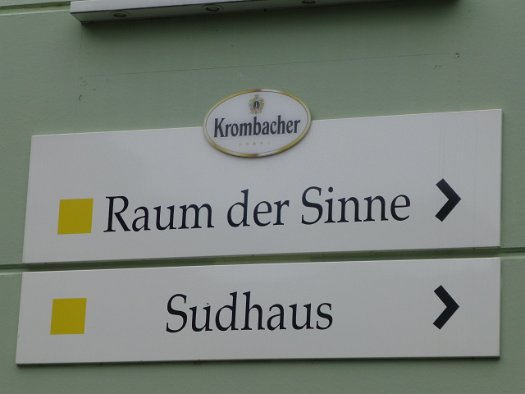 Krombacher
Raum der Sinne
Sudhaus